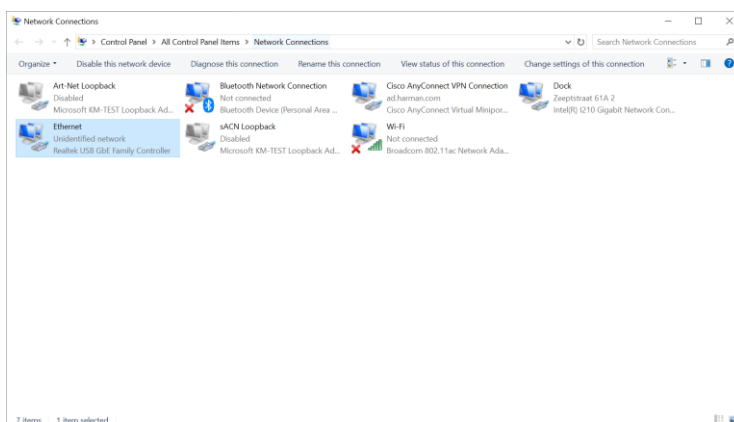 Network Connections
Control Panel > All Control Panel Items > Network Connections
Search Network Connections
Organize
Disable this network device
Diagnose this connection
Rename this connection
View status of this connection
Change settings of this connection
Art-Net Loopback
Disabled
Microsoft KM-TEST Loopback Ad...
Bluetooth Network Connection
Not connected
Bluetooth Device (Personal Area ...
Cisco AnyConnect VPN Connection
ad.harman.com
Cisco AnyConnect Virtual Minipor...
Dock
Zeeptstraat 61A 2
Intel(R) I210 Gigabit Network Con...
Ethernet
Unidentified network
Realtek USB GbE Family Controller
sACN Loopback
Disabled
Microsoft KM-TEST Loopback Ad...
Wi-Fi
Not connected
Broadcom 802.11ac Network Ada...
7 items
1 item selected